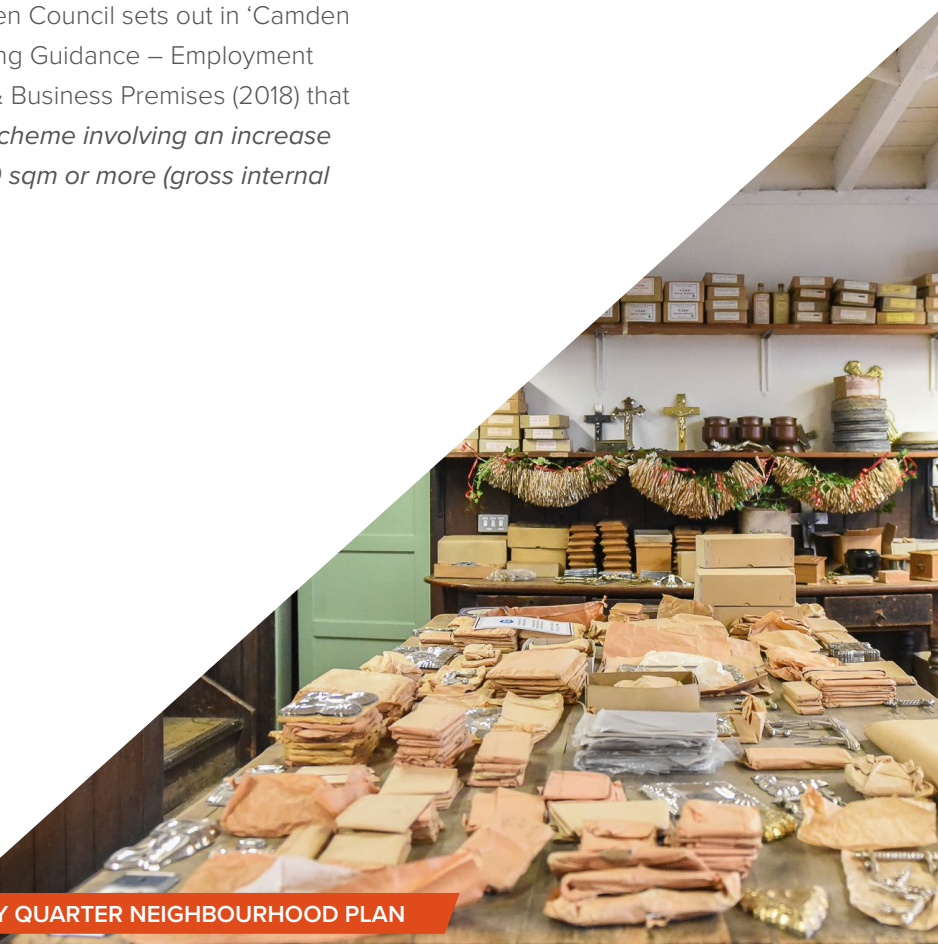 en Council sets out in ‘Camden
ng Guidance – Employment
& Business Premises (2018) that
cheme involving an increase
sqm or more (gross internal
Y QUARTER NEIGHBOURHOOD PLAN